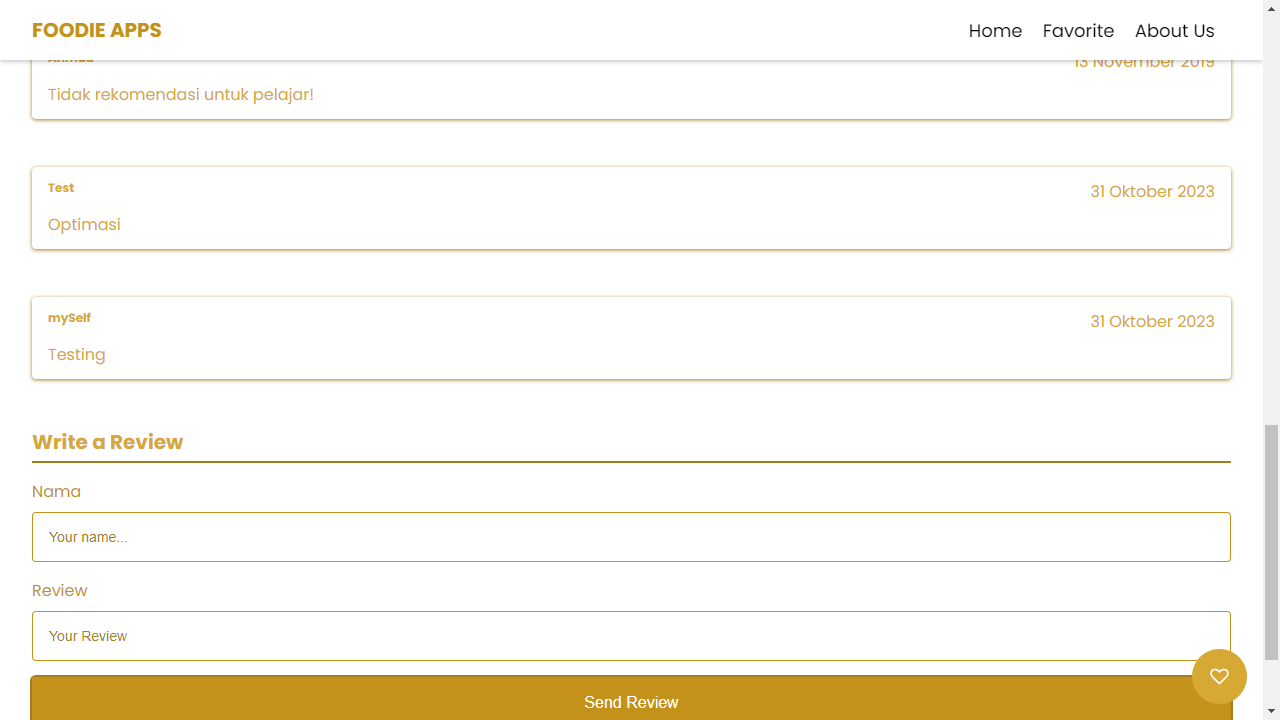 FOODIE APPS
Home Favorite About Us
Ahmad 13 November 2019
Tidak rekomendasi untuk pelajar!
Test 31 Oktober 2023
Optimasi
mySelf 31 Oktober 2023
Testing
Write a Review
Nama
Your name...
Review
Your Review
Send Review